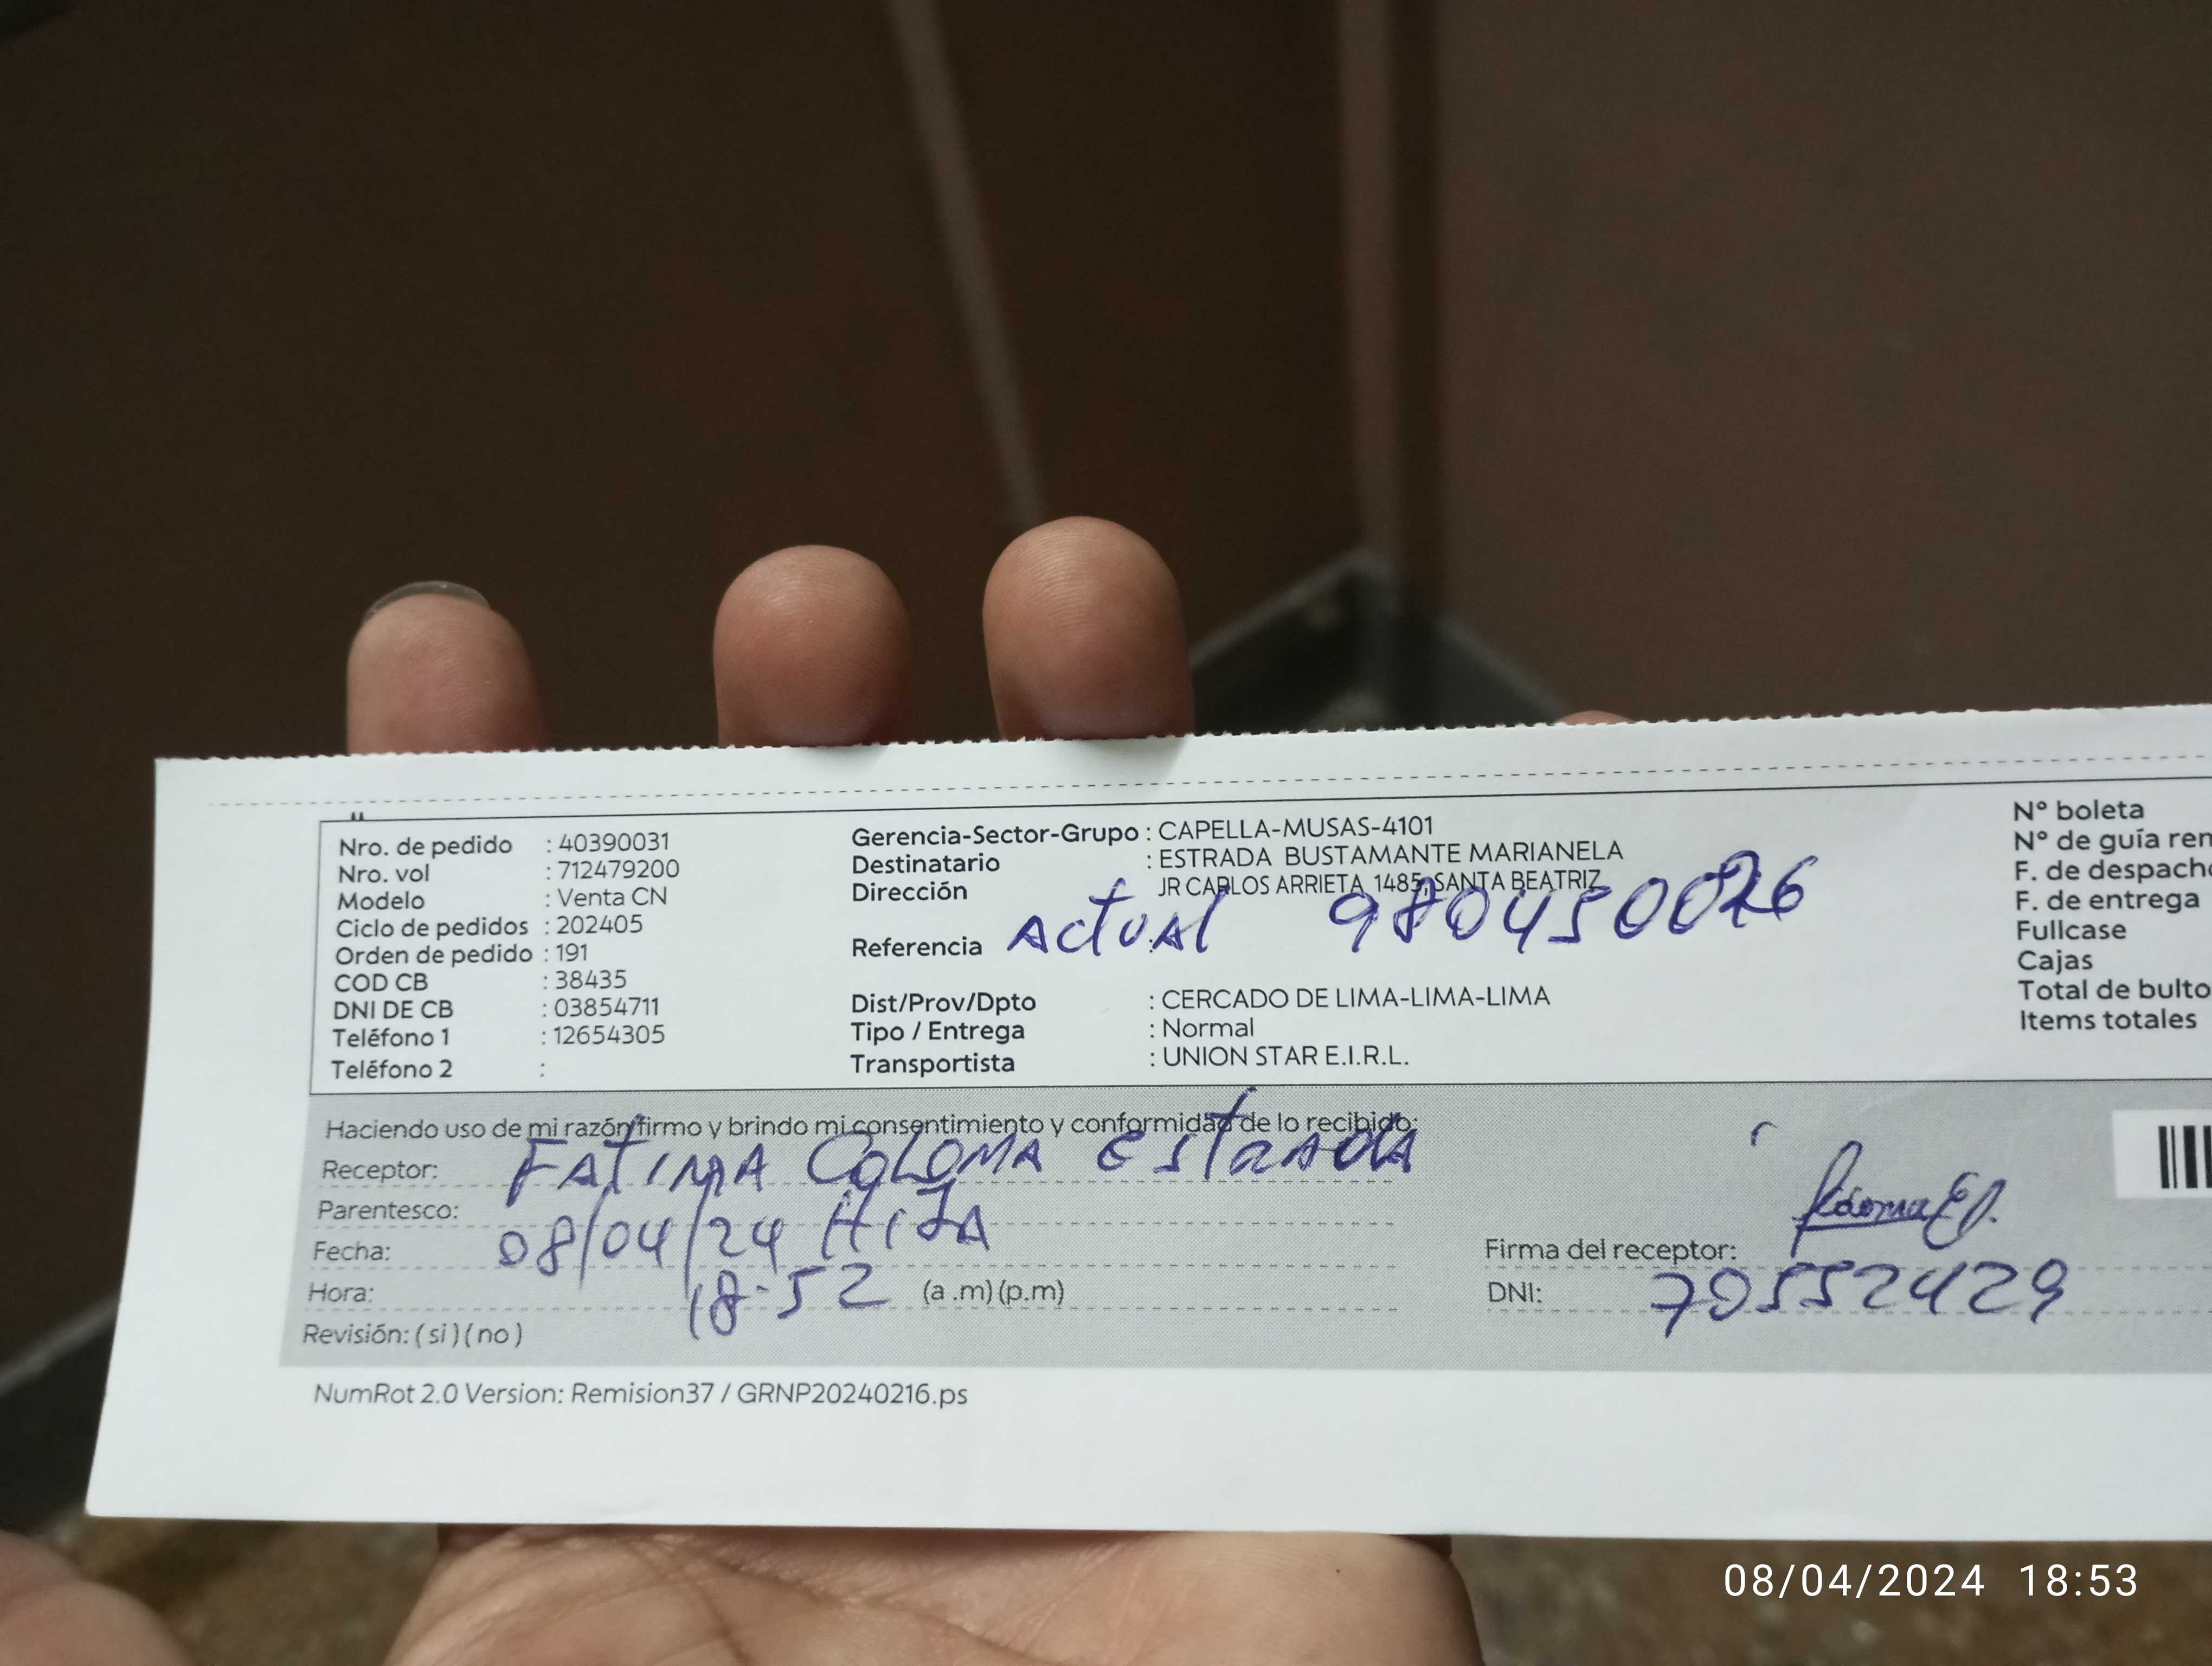 Nro. de pedido : 40390031
Nro. vol : 712479200
Modelo : Venta CN
Ciclo de pedidos : 202405
Orden de pedido : 191
COD CB : 38435
DNI DE CB : 03854711
Teléfono 1 : 12654305
Teléfono 2 :
Gerencia-Sector-Grupo : CAPELLA-MUSAS-4101
Destinatario : ESTRADA BUSTAMANTE MARIANELA
Dirección JR CARLOS ARRIETA 1485, SANTA BEATRIZ
Referencia : Actual
Dist/Prov/Dpto : CERCADO DE LIMA-LIMA-LIMA
Tipo / Entrega : Normal
Transportista : UNION STAR E.I.R.L.
N° boleta
N° de guía rem
F. de despacho
F. de entrega
Fullcase
Cajas
Total de bulto
Items totales
Haciendo uso de mi razón firmo y brindo mi consentimiento y conformidad de lo recibido:
Receptor: FATIMA COLOMA ESTRADA
Parentesco: HIJA
Fecha: 08/04/24
Hora: 18:52 (a .m) (p.m)
Revisión: ( si ) ( no )
Firma del receptor:
DNI: 70552429
NumRot 2.0 Version: Remision37 / GRNP20240216.ps
08/04/2024 18:53